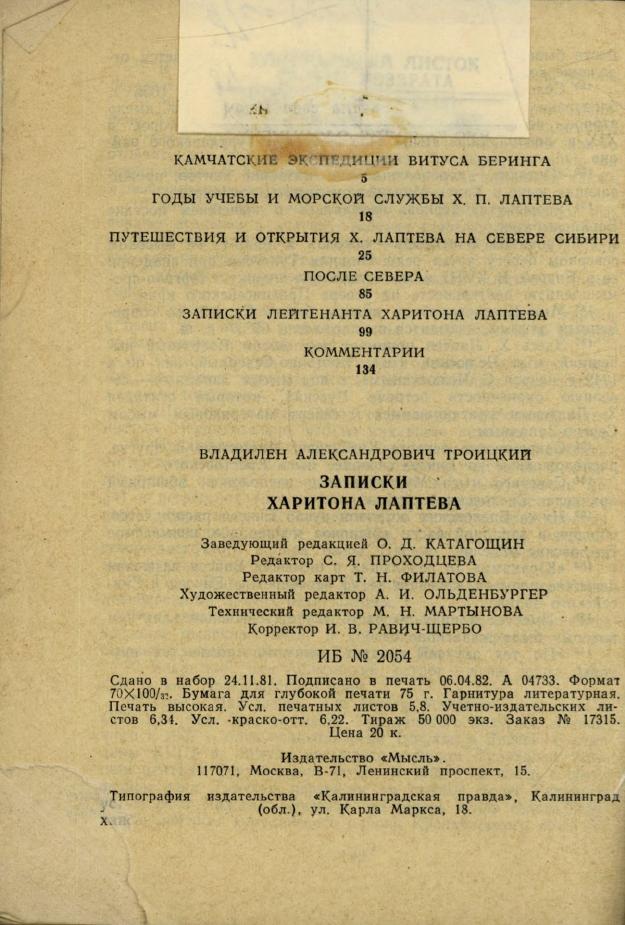 КАМЧАТСКИЕ ЭКСПЕДИЦИИ ВИТУСА БЕРИНГА
5
ГОДЫ УЧЕБЫ И МОРСКОЙ СЛУЖБЫ Х. П. ЛАПТЕВА
18
ПУТЕШЕСТВИЯ И ОТКРЫТИЯ Х. ЛАПТЕВА НА СЕВЕРЕ СИБИРИ
25
ПОСЛЕ СЕВЕРА
85
ЗАПИСКИ ЛЕЙТЕНАНТА ХАРИТОНА ЛАПТЕВА
99
КОММЕНТАРИИ
134
ВЛАДИЛЕН АЛЕКСАНДРОВИЧ ТРОИЦКИЙ
ЗАПИСКИ
ХАРИТОНА ЛАПТЕВА
Заведующий редакцией О. Д. КАТАГОЩИН
Редактор С. Я. ПРОХОДЦЕВА
Редактор карт Т. Н. ФИЛАТОВА
Художественный редактор А. И. ОЛЬДЕНБУРГЕР
Технический редактор М. Н. МАРТЫНОВА
Корректор И. В. РАВИЧ-ЩЕРБО
ИБ № 2054
Сдано в набор 24.11.81. Подписано в печать 06.04.82. А 04733. Формат
70×100/32. Бумага для глубокой печати 75 г. Гарнитура литературная.
Печать высокая. Усл. печатных листов 5,8. Учетно-издательских ли-
стов 6,34. Усл. -краско-отт. 6,22. Тираж 50 000 экз. Заказ № 17315.
Цена 20 к.
Издательство «Мысль».
117071, Москва, В-71, Ленинский проспект, 15.
Типография издательства «Калининградская правда», Калининград
(обл.), ул. Карла Маркса, 18.